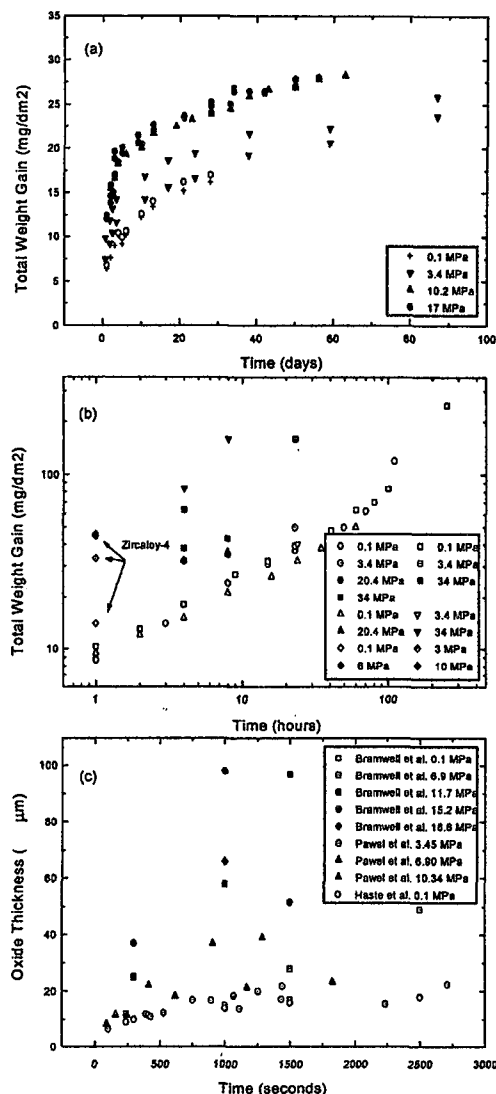 (a)
Total Weight Gain (mg/dm2)
35
30
25
20
15
10
5
0
0 20 40 60 80 100
+ 0.1 MPa
▼ 3.4 MPa
▲ 10.2 MPa
● 17 MPa
Time (days)
(b)
Total Weight Gain (mg/dm2)
100
10
Zircaloy-4
0.1 MPa 0.1 MPa
3.4 MPa 3.4 MPa
20.4 MPa 34 MPa
34 MPa
0.1 MPa 3.4 MPa
20.4 MPa 34 MPa
0.1 MPa 3 MPa
6 MPa 10 MPa
1 10 100
Time (hours)
(c)
Oxide Thickness ( μm)
100
80
60
40
20
0
Bramwell et al. 0.1 MPa
Bramwell et al. 6.9 MPa
Bramwell et al. 11.7 MPa
Bramwell et al. 15.2 MPa
Bramwell et al. 16.6 MPa
Pawel et al. 3.45 MPa
Pawel et al. 6.90 MPa
Pawel et al. 10.34 MPa
Haste et al. 0.1 MPa
0 500 1000 1500 2000 2500 3000
Time (seconds)